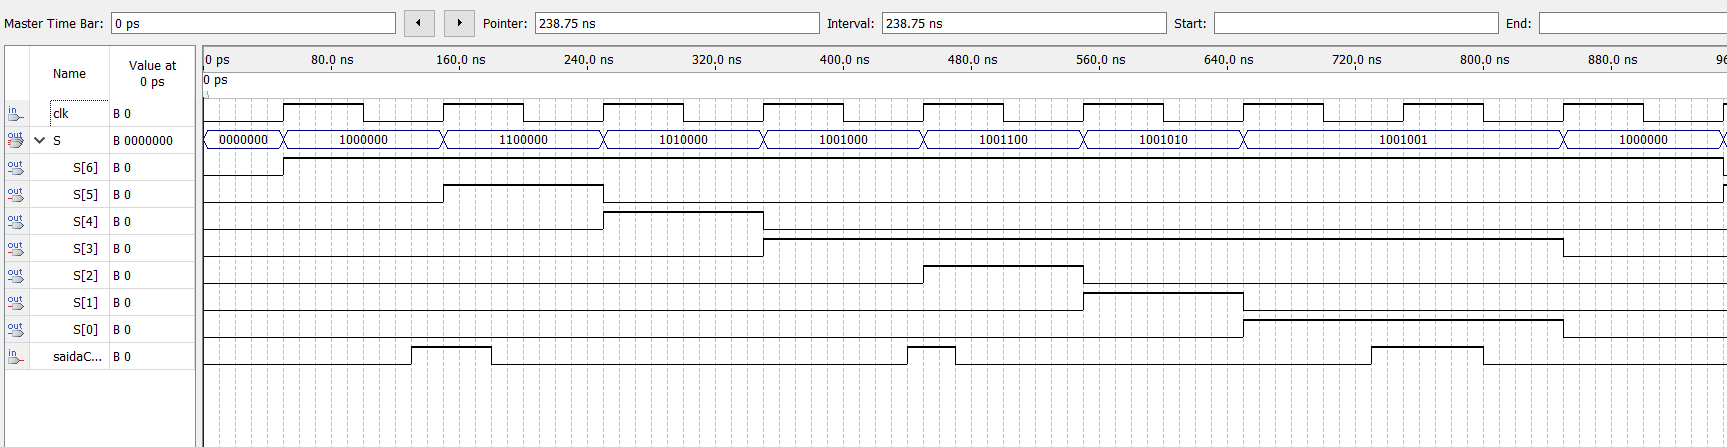 Master Time Bar: 0 ps Pointer: 238.75 ns Interval: 238.75 ns Start: End:
Name Value at 0 ps
0 ps 80.0 ns 160.0 ns 240.0 ns 320.0 ns 400.0 ns 480.0 ns 560.0 ns 640.0 ns 720.0 ns 800.0 ns 880.0 ns 96
0 ps
in clk B 0
out S B 0000000 0000000 1000000 1100000 1010000 1001000 1001100 1001010 1001001 1000000
out S[6] B 0
out S[5] B 0
out S[4] B 0
out S[3] B 0
out S[2] B 0
out S[1] B 0
out S[0] B 0
in saidaC... B 0